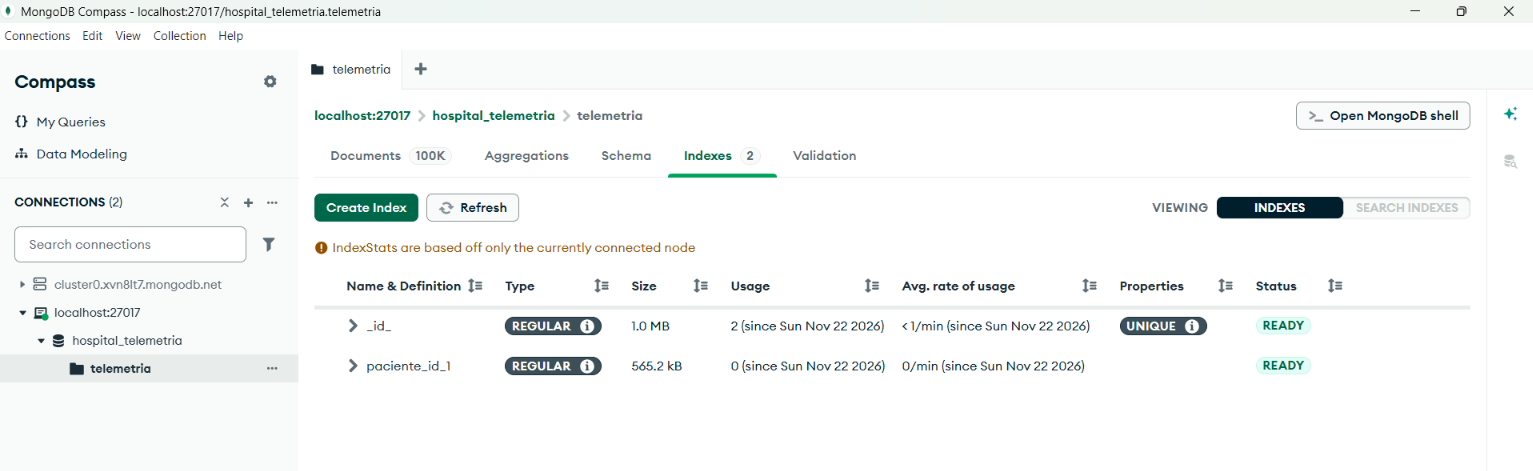 MongoDB Compass - localhost:27017/hospital_telemetria.telemetria
Connections Edit View Collection Help
Compass
My Queries
Data Modeling
CONNECTIONS (2)
Search connections
cluster0.xvn8lt7.mongodb.net
localhost:27017
hospital_telemetria
telemetria
telemetria
localhost:27017 > hospital_telemetria > telemetria
>_ Open MongoDB shell
Documents 100K Aggregations Schema Indexes 2 Validation
Create Index Refresh
VIEWING INDEXES SEARCH INDEXES
IndexStats are based off only the currently connected node
Name & Definition Type Size Usage Avg. rate of usage Properties Status
_id_ REGULAR 1.0 MB 2 (since Sun Nov 22 2026) <1/min (since Sun Nov 22 2026) UNIQUE READY
paciente_id_1 REGULAR 565.2 kB 0 (since Sun Nov 22 2026) 0/min (since Sun Nov 22 2026) READY